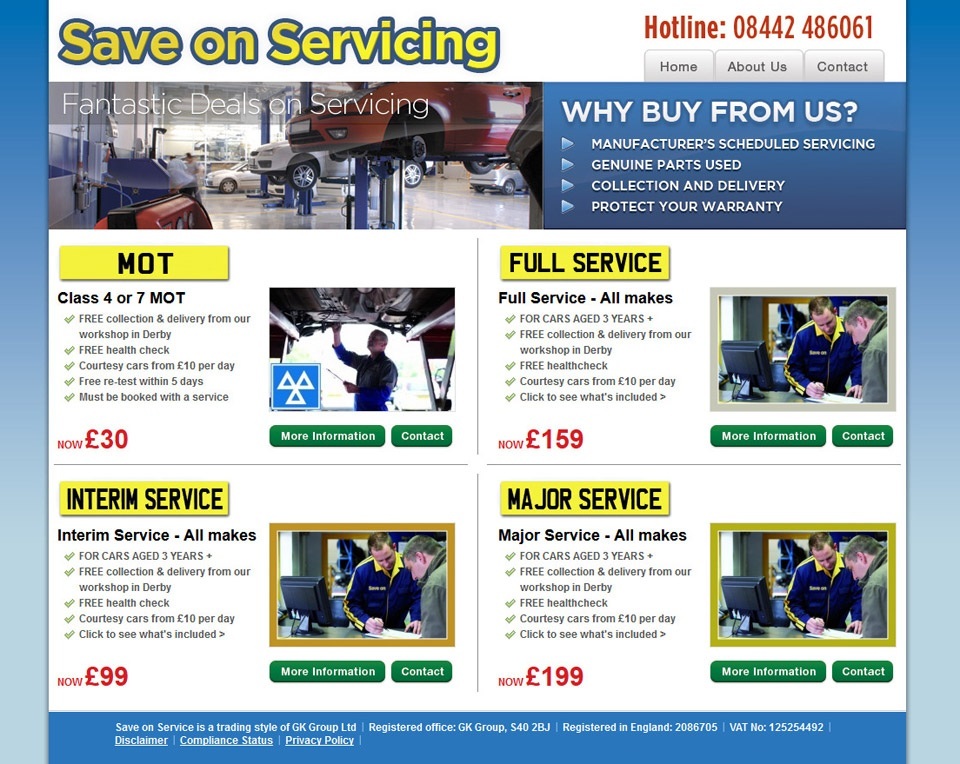 Save on Servicing
Hotline: 08442 486061
Home
About Us
Contact
Fantastic Deals on Servicing
WHY BUY FROM US?
MANUFACTURER'S SCHEDULED SERVICING
GENUINE PARTS USED
COLLECTION AND DELIVERY
PROTECT YOUR WARRANTY
MOT
Class 4 or 7 MOT
FREE collection & delivery from our
workshop in Derby
FREE health check
Courtesy cars from £10 per day
Free re-test within 5 days
Must be booked with a service
NOW £30
More Information
Contact
FULL SERVICE
Full Service - All makes
FOR CARS AGED 3 YEARS +
FREE collection & delivery from our
workshop in Derby
FREE healthcheck
Courtesy cars from £10 per day
Click to see what's included >
Save on
NOW £159
More Information
Contact
INTERIM SERVICE
Interim Service - All makes
FOR CARS AGED 3 YEARS +
FREE collection & delivery from our
workshop in Derby
FREE health check
Courtesy cars from £10 per day
Click to see what's included >
Save on
NOW £99
More Information
Contact
MAJOR SERVICE
Major Service - All makes
FOR CARS AGED 3 YEARS +
FREE collection & delivery from our
workshop in Derby
FREE healthcheck
Courtesy cars from £10 per day
Click to see what's included >
Save on
NOW £199
More Information
Contact
Save on Service is a trading style of GK Group Ltd | Registered office: GK Group, S40 2BJ | Registered in England: 2086705 | VAT No: 125254492 |
Disclaimer | Compliance Status | Privacy Policy |